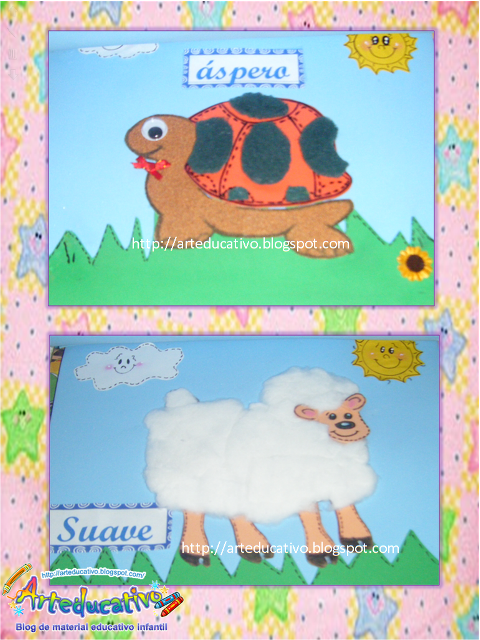 áspero
http://arteducativo.blogspot.com
Suave
http://arteducativo.blogspot.com
http://arteducativo.blogspot.com/
Arteducativo
Blog de material educativo infantil